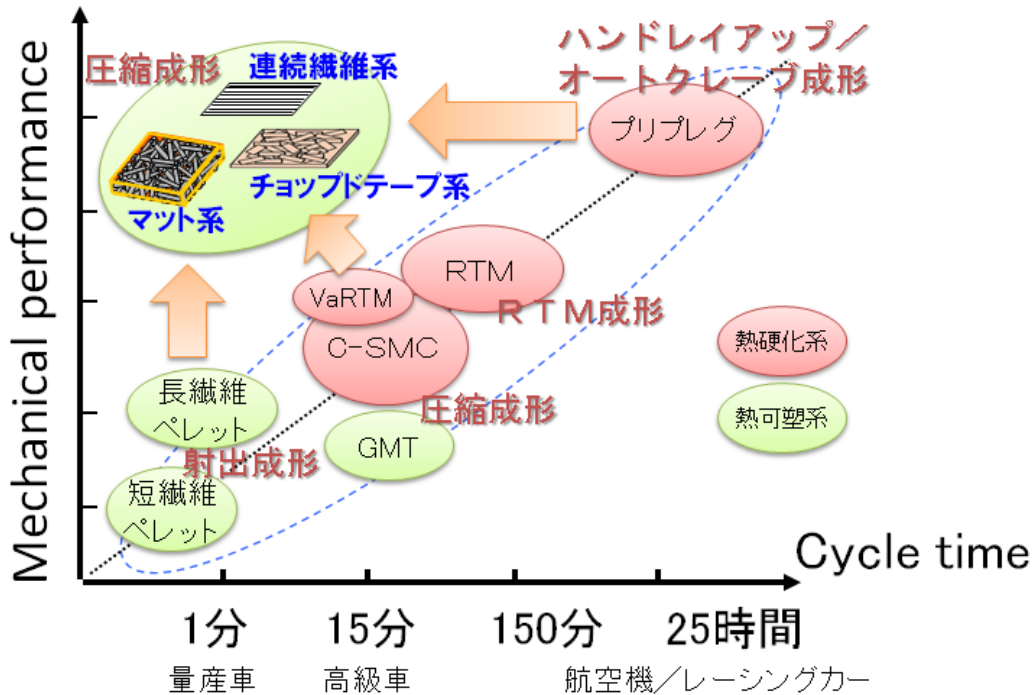 Mechanical performance
圧縮成形
連続繊維系
チョップドテープ系
マット系
ハンドレイアップ／
オートクレーブ成形
プリプレグ
RTM
VaRTM
ＲＴＭ成形
C-SMC
熱硬化系
長繊維
ペレット
圧縮成形
熱可塑系
GMT
射出成形
短繊維
ペレット
Cycle time
1分
15分
150分
25時間
量産車
高級車
航空機／レーシングカー